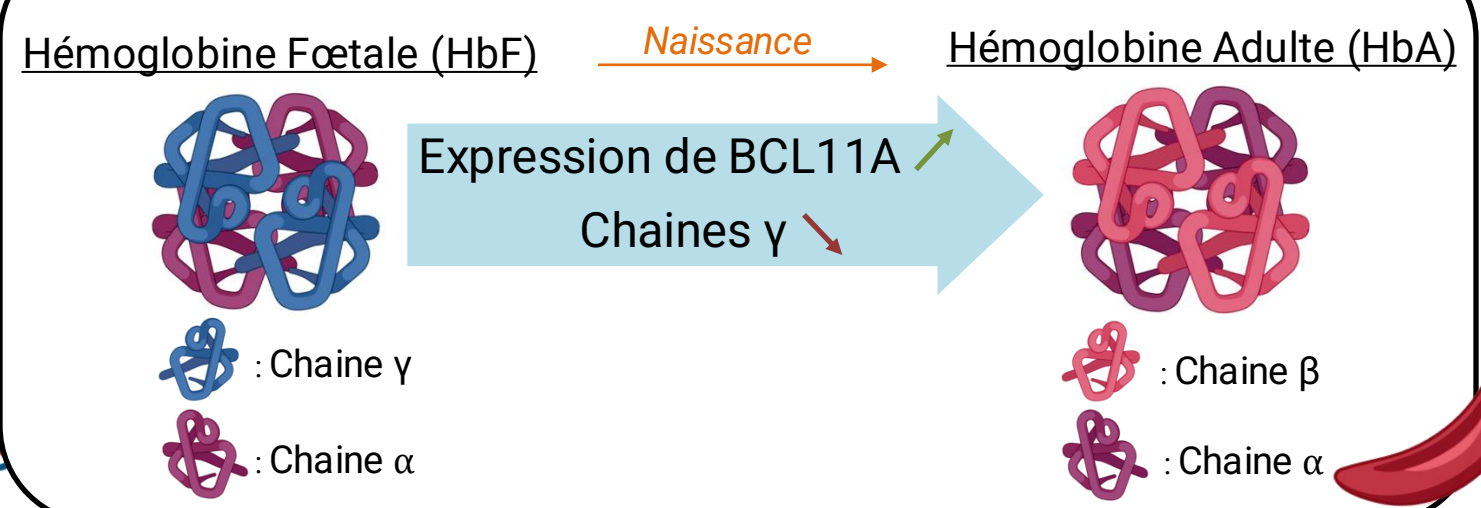 Hémoglobine Fœtale (HbF)
Naissance
Hémoglobine Adulte (HbA)
Expression de BCL11A
Chaines γ
: Chaine γ
: Chaine α
: Chaine β
: Chaine α